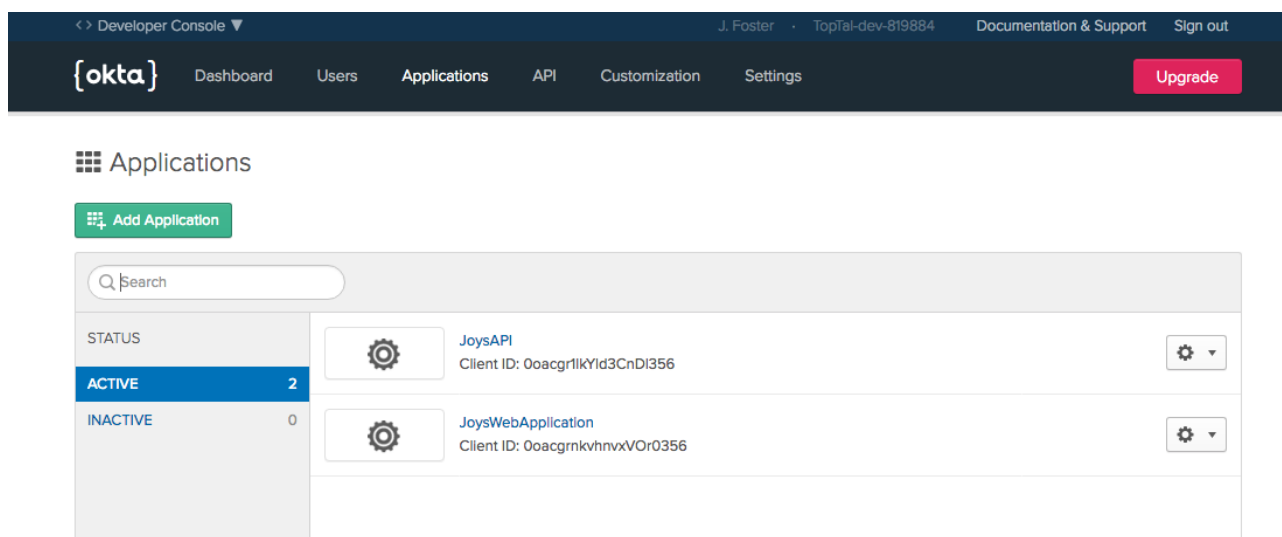 <> Developer Console ▼ J. Foster · TopTal-dev-819884 Documentation & Support Sign out
{okta} Dashboard Users Applications API Customization Settings Upgrade
Applications
Add Application
Search
STATUS
ACTIVE 2
INACTIVE 0
JoysAPI
Client ID: 0oacgr1lkYld3CnDl356
JoysWebApplication
Client ID: 0oacgrnkvhnvxVOr0356